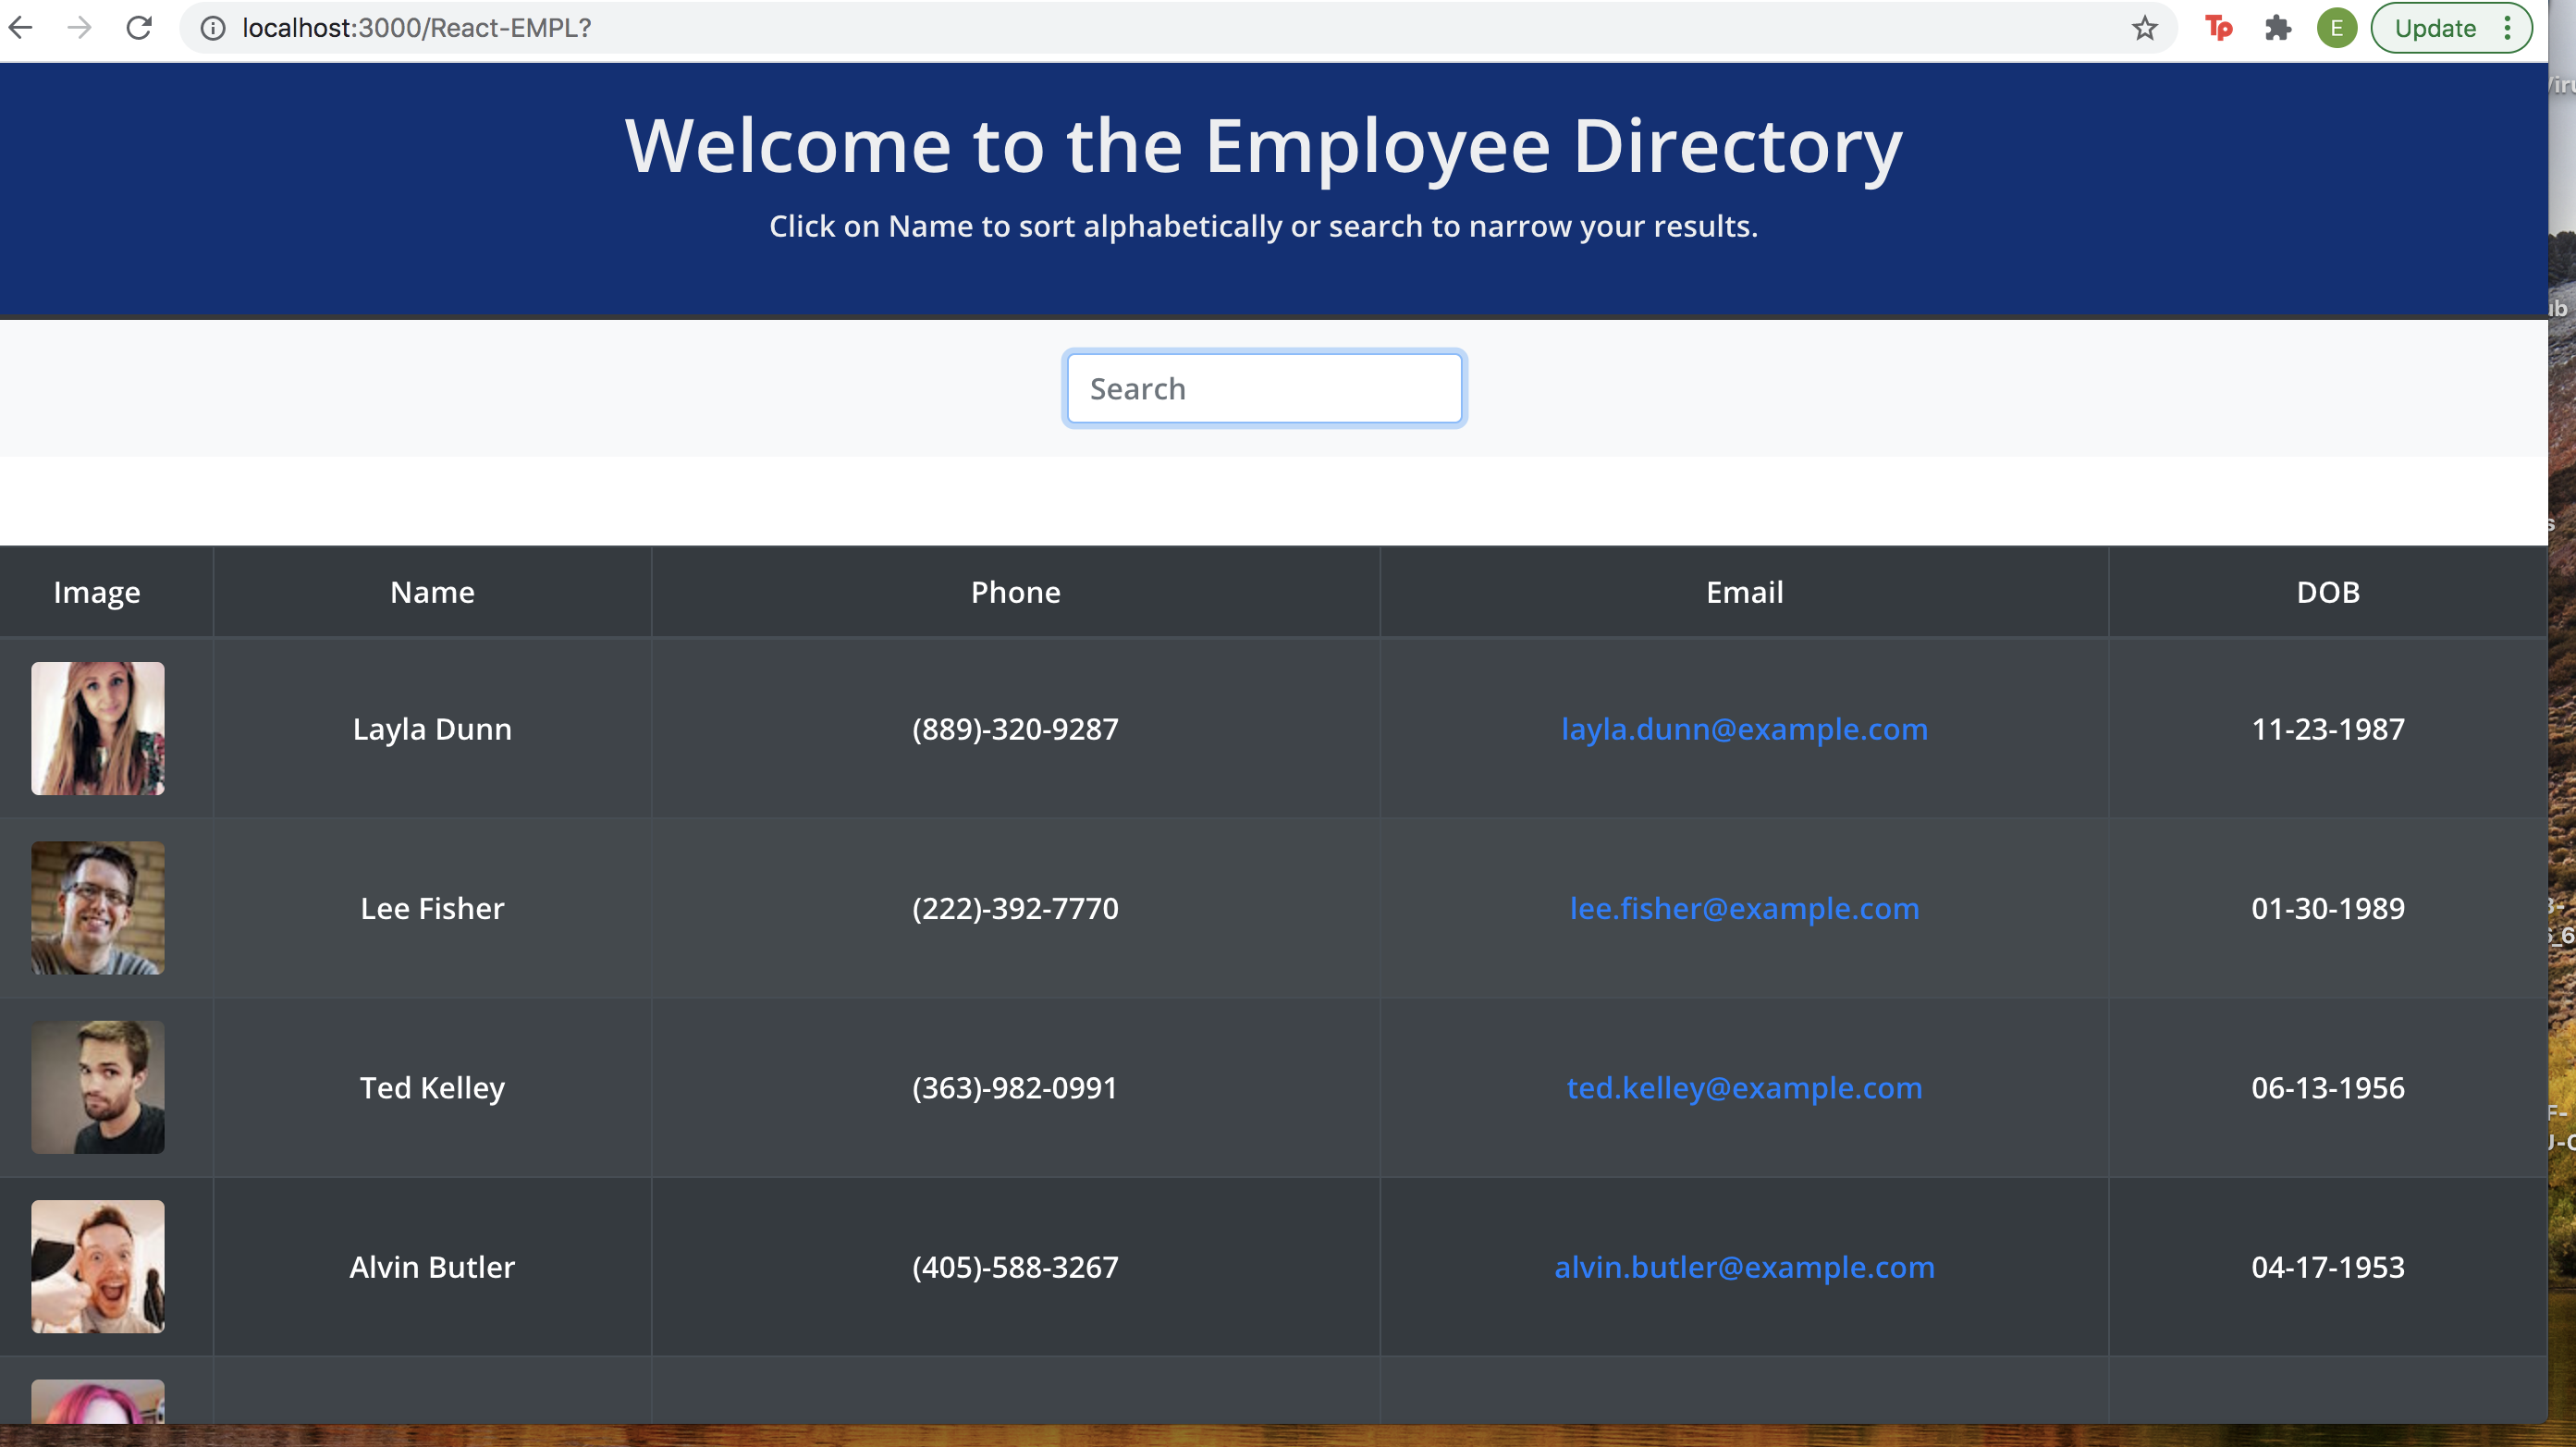 localhost:3000/React-EMPL?
Tp
E
Update
Welcome to the Employee Directory
Click on Name to sort alphabetically or search to narrow your results.
Search
Image Name Phone Email DOB
Layla Dunn (889)-320-9287 layla.dunn@example.com 11-23-1987
Lee Fisher (222)-392-7770 lee.fisher@example.com 01-30-1989
Ted Kelley (363)-982-0991 ted.kelley@example.com 06-13-1956
Alvin Butler (405)-588-3267 alvin.butler@example.com 04-17-1953